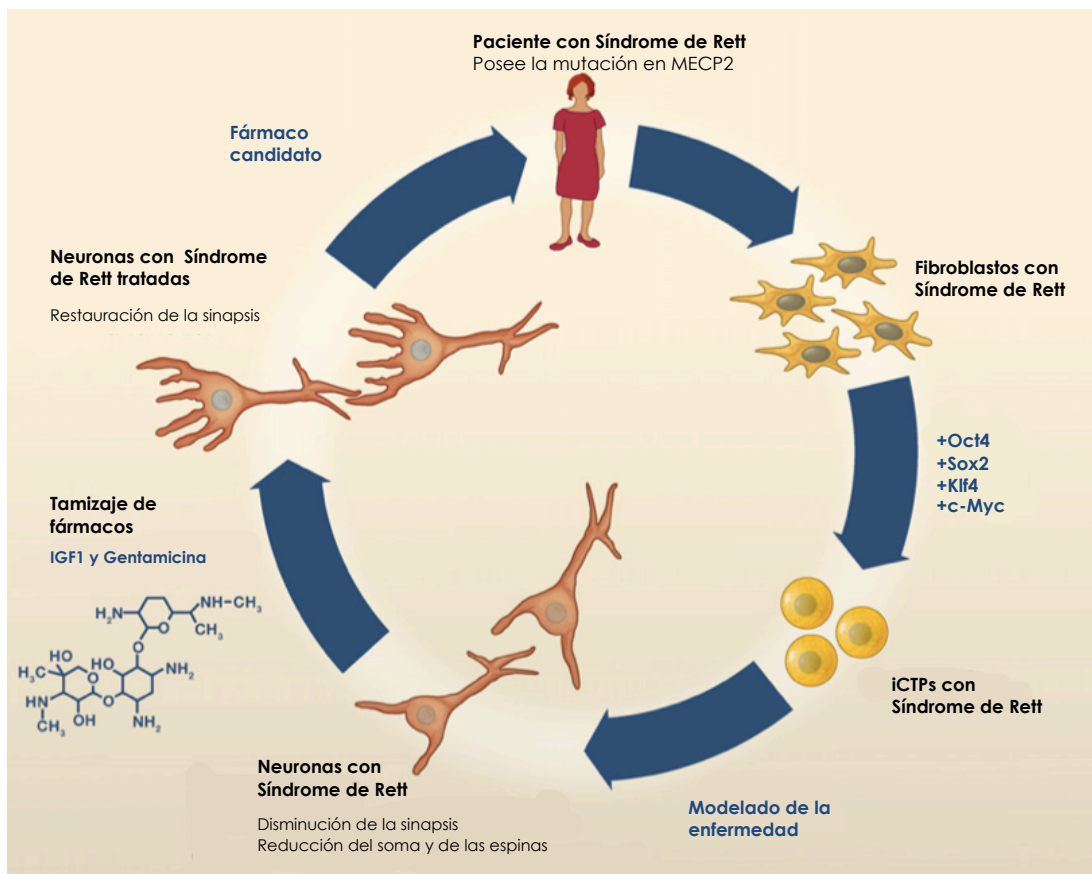 Paciente con Síndrome de Rett
Posee la mutación en MECP2
Fármaco
candidato
Neuronas con Síndrome
de Rett tratadas
Restauración de la sinapsis
Fibroblastos con
Síndrome de Rett
+Oct4
+Sox2
+Klf4
+c-Myc
Tamizaje de
fármacos
IGF1 y Gentamicina
H₂N
NH–CH₃
O
CH₃
O
HO
HO
NH₂
H₃C
O
HN
O
CH₃
OH
NH₂
iCTPs con
Síndrome de Rett
Neuronas con
Síndrome de Rett
Disminución de la sinapsis
Reducción del soma y de las espinas
Modelado de la
enfermedad